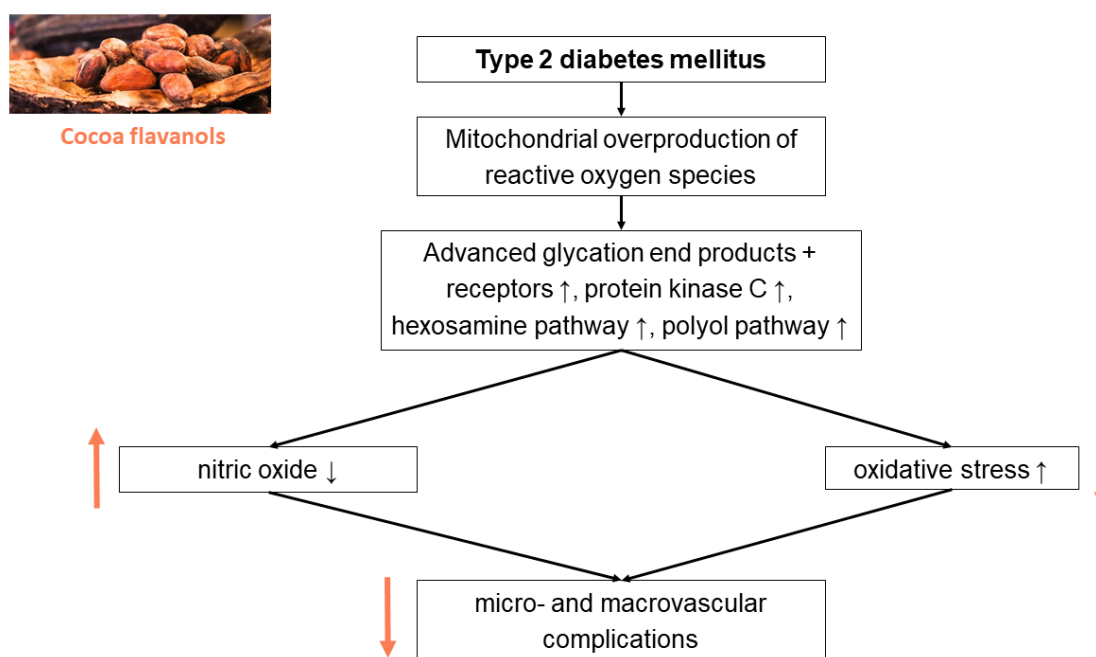 Cocoa flavanols
Type 2 diabetes mellitus
Mitochondrial overproduction of
reactive oxygen species
Advanced glycation end products +
receptors ↑, protein kinase C ↑,
hexosamine pathway ↑, polyol pathway ↑
nitric oxide ↓
oxidative stress ↑
micro- and macrovascular
complications